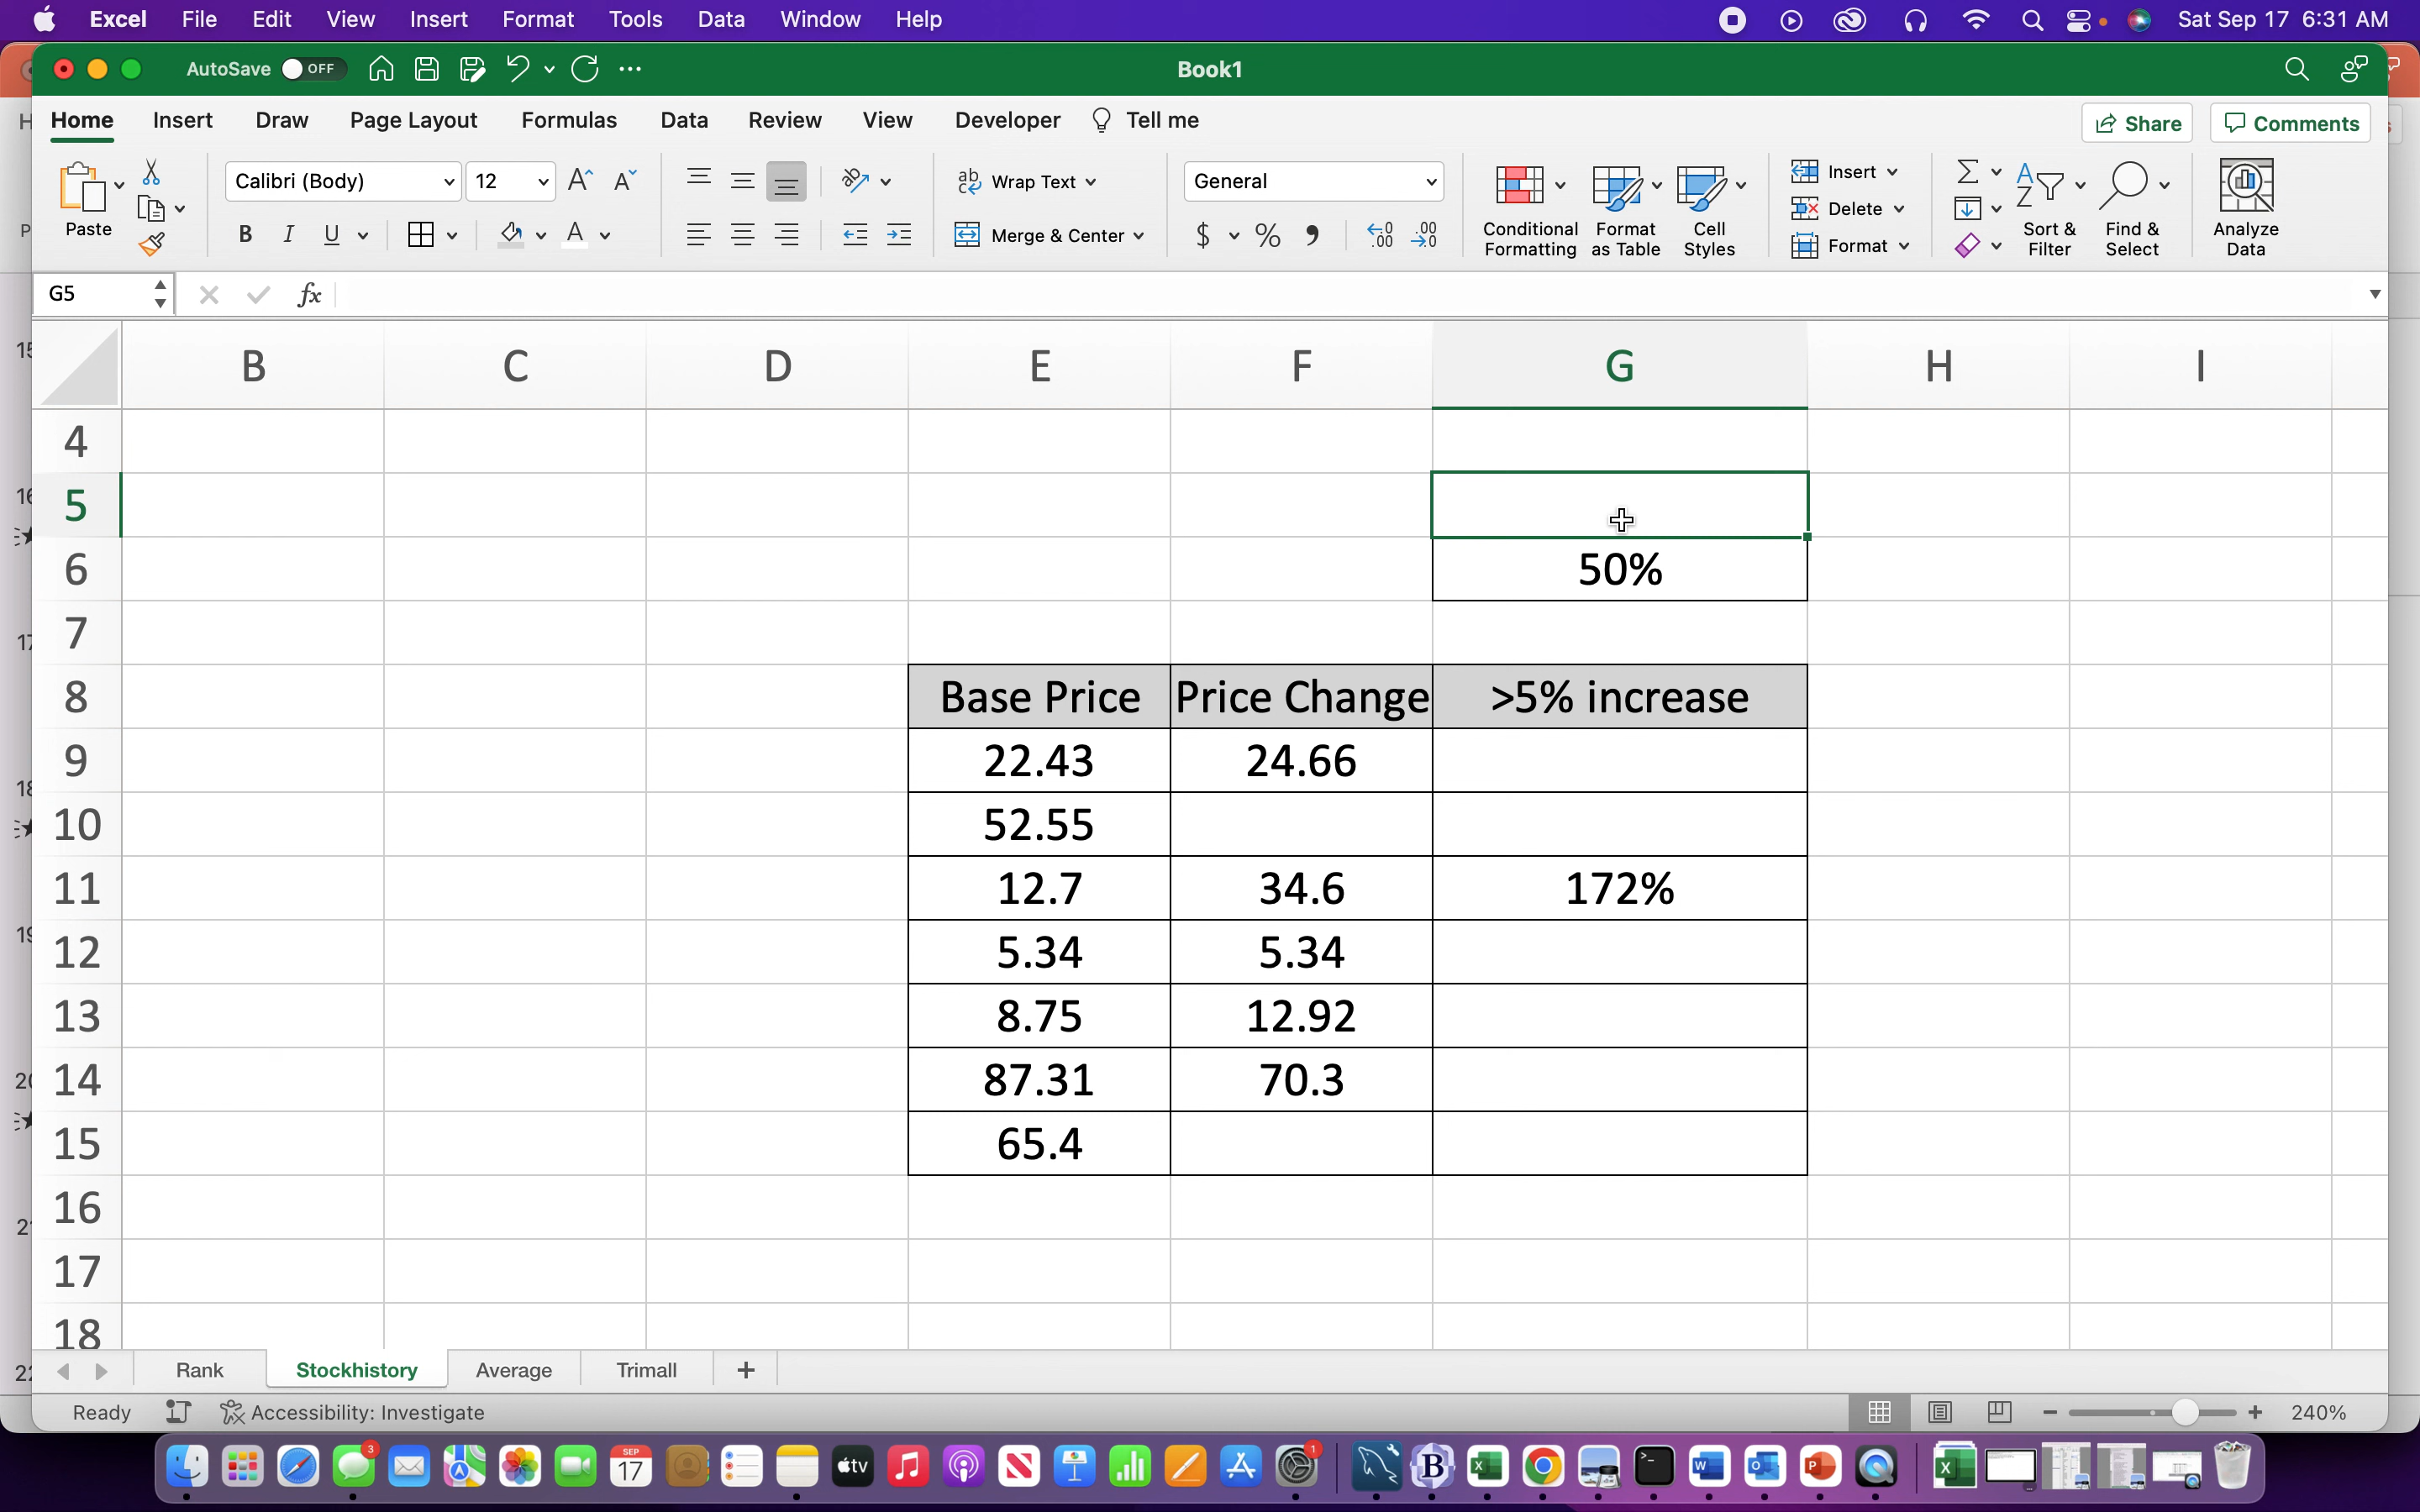 Excel File Edit View Insert Format Tools Data Window Help Sat Sep 17 6:31 AM
AutoSave OFF Book1
Home Insert Draw Page Layout Formulas Data Review View Developer Tell me Share Comments
Paste Calibri (Body) 12 Wrap Text General Conditional Formatting Format as Table Cell Styles Insert Sort & Filter Find & Select Analyze Data
B I U Merge & Center $ % Delete
Format
G5 fx
B C D E F G H I
4
5
6 50%
7
8 Base Price Price Change >5% increase
9 22.43 24.66
10 52.55
11 12.7 34.6 172%
12 5.34 5.34
13 8.75 12.92
14 87.31 70.3
15 65.4
16
17
18
Rank Stockhistory Average Trimall +
Ready Accessibility: Investigate 240%
3 SEP 17 tv 1